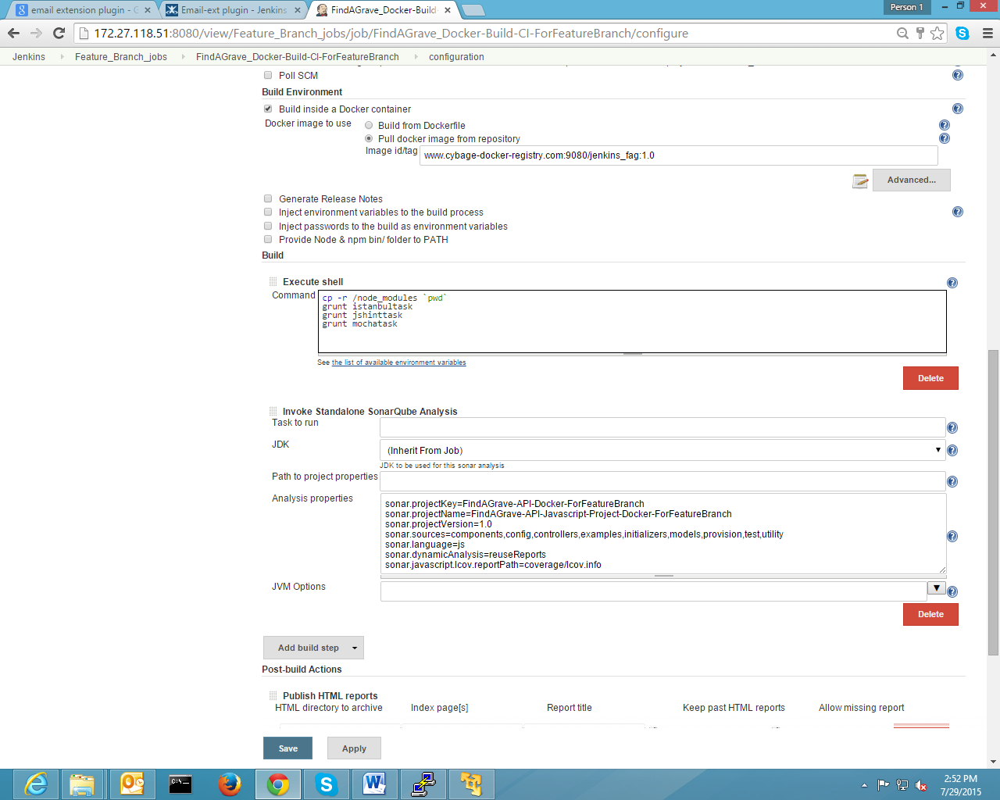 email extension plugin - G
Email-ext plugin - Jenkins
FindAGrave_Docker-Build-
Person 1
172.27.118.51:8080/view/Feature_Branch_jobs/job/FindAGrave_Docker-Build-CI-ForFeatureBranch/configure
Jenkins
Feature_Branch_jobs
FindAGrave_Docker-Build-CI-ForFeatureBranch
configuration
Poll SCM
Build Environment
Build inside a Docker container
Docker image to use
Build from Dockerfile
Pull docker image from repository
Image id/tag
www.cybage-docker-registry.com:9080/jenkins_fag:1.0
Advanced...
Generate Release Notes
Inject environment variables to the build process
Inject passwords to the build as environment variables
Provide Node & npm bin/ folder to PATH
Build
Execute shell
Command
cp -r /node_modules `pwd`
grunt istanbultask
grunt jshinttask
grunt mochatask
See the list of available environment variables
Delete
Invoke Standalone SonarQube Analysis
Task to run
JDK
(Inherit From Job)
JDK to be used for this sonar analysis
Path to project properties
Analysis properties
sonar.projectKey=FindAGrave-API-Docker-ForFeatureBranch
sonar.projectName=FindAGrave-API-Javascript-Project-Docker-ForFeatureBranch
sonar.projectVersion=1.0
sonar.sources=components,config,controllers,examples,initializers,models,provision,test,utility
sonar.language=js
sonar.dynamicAnalysis=reuseReports
sonar.javascript.lcov.reportPath=coverage/lcov.info
JVM Options
Delete
Add build step
Post-build Actions
Publish HTML reports
HTML directory to archive
Index page[s]
Report title
Keep past HTML reports
Allow missing report
Save
Apply
2:52 PM
7/29/2015